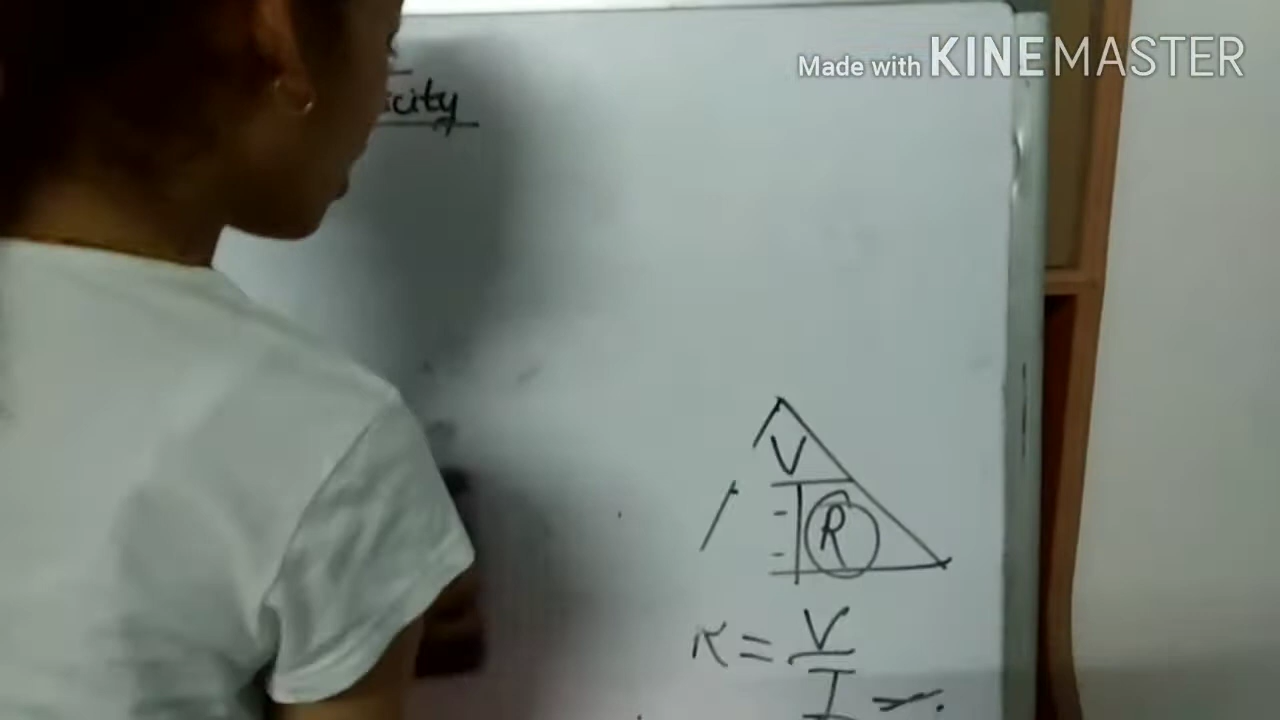 Made with KINEMASTER
icity
V
R
R = V
I